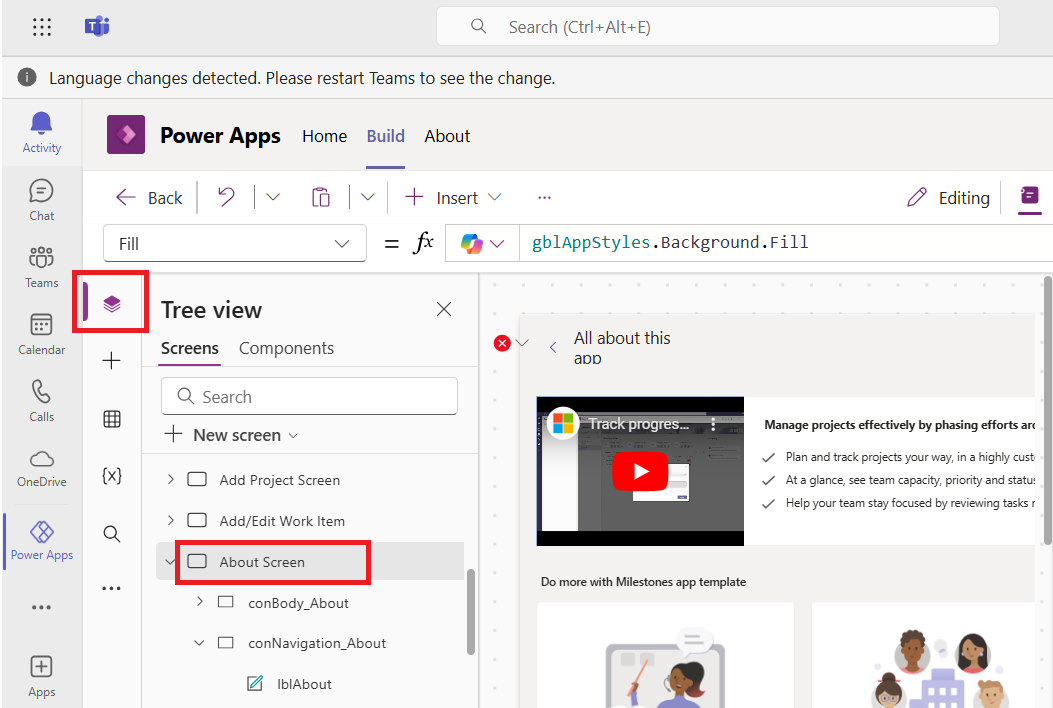 Search (Ctrl+Alt+E)
Language changes detected. Please restart Teams to see the change.
Activity
Chat
Teams
Calendar
Calls
OneDrive
Power Apps
Apps
Power Apps Home Build About
Back Insert Editing
Fill = fx gblAppStyles.Background.Fill
Tree view
Screens Components
Search
New screen
Add Project Screen
Add/Edit Work Item
About Screen
conBody_About
conNavigation_About
lblAbout
All about this
app
Track progres...
Manage projects effectively by phasing efforts aro
Plan and track projects your way, in a highly custo
At a glance, see team capacity, priority and status
Help your team stay focused by reviewing tasks r
Do more with Milestones app template